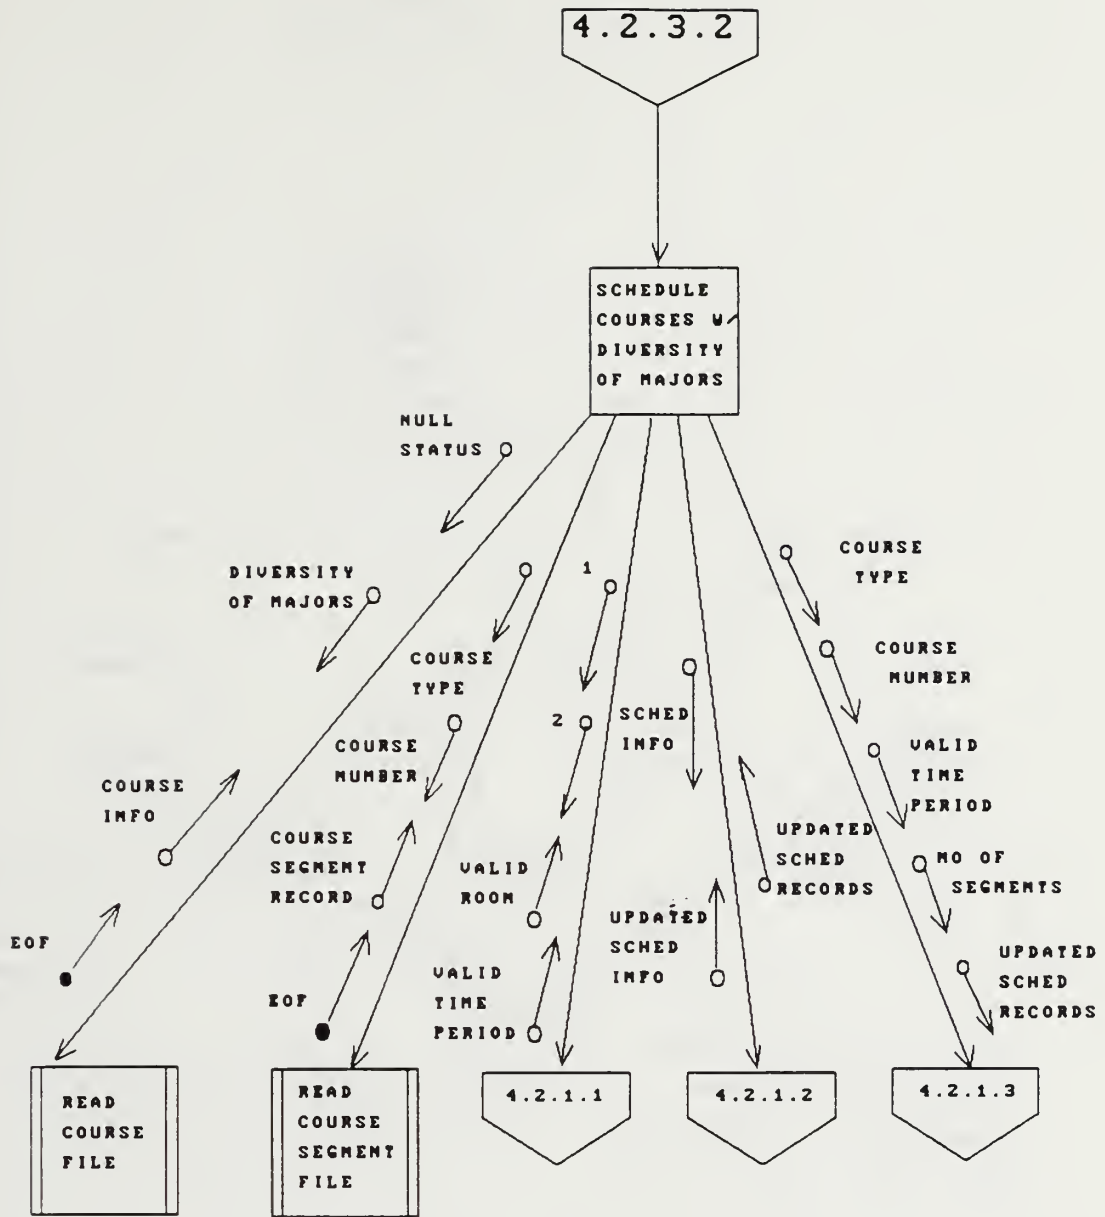 4.2.3.2
SCHEDULE
COURSES W/
DIVERSITY
OF MAJORS
NULL
STATUS
DIVERSITY
OF MAJORS
COURSE
INFO
EOF
COURSE
TYPE
COURSE
NUMBER
COURSE
SEGMENT
RECORD
EOF
1
2
VALID
ROOM
VALID
TIME
PERIOD
SCHED
INFO
UPDATED
SCHED
INFO
UPDATED
SCHED
RECORDS
COURSE
TYPE
COURSE
NUMBER
VALID
TIME
PERIOD
NO OF
SEGMENTS
UPDATED
SCHED
RECORDS
READ
COURSE
FILE
READ
COURSE
SEGMENT
FILE
4.2.1.1
4.2.1.2
4.2.1.3